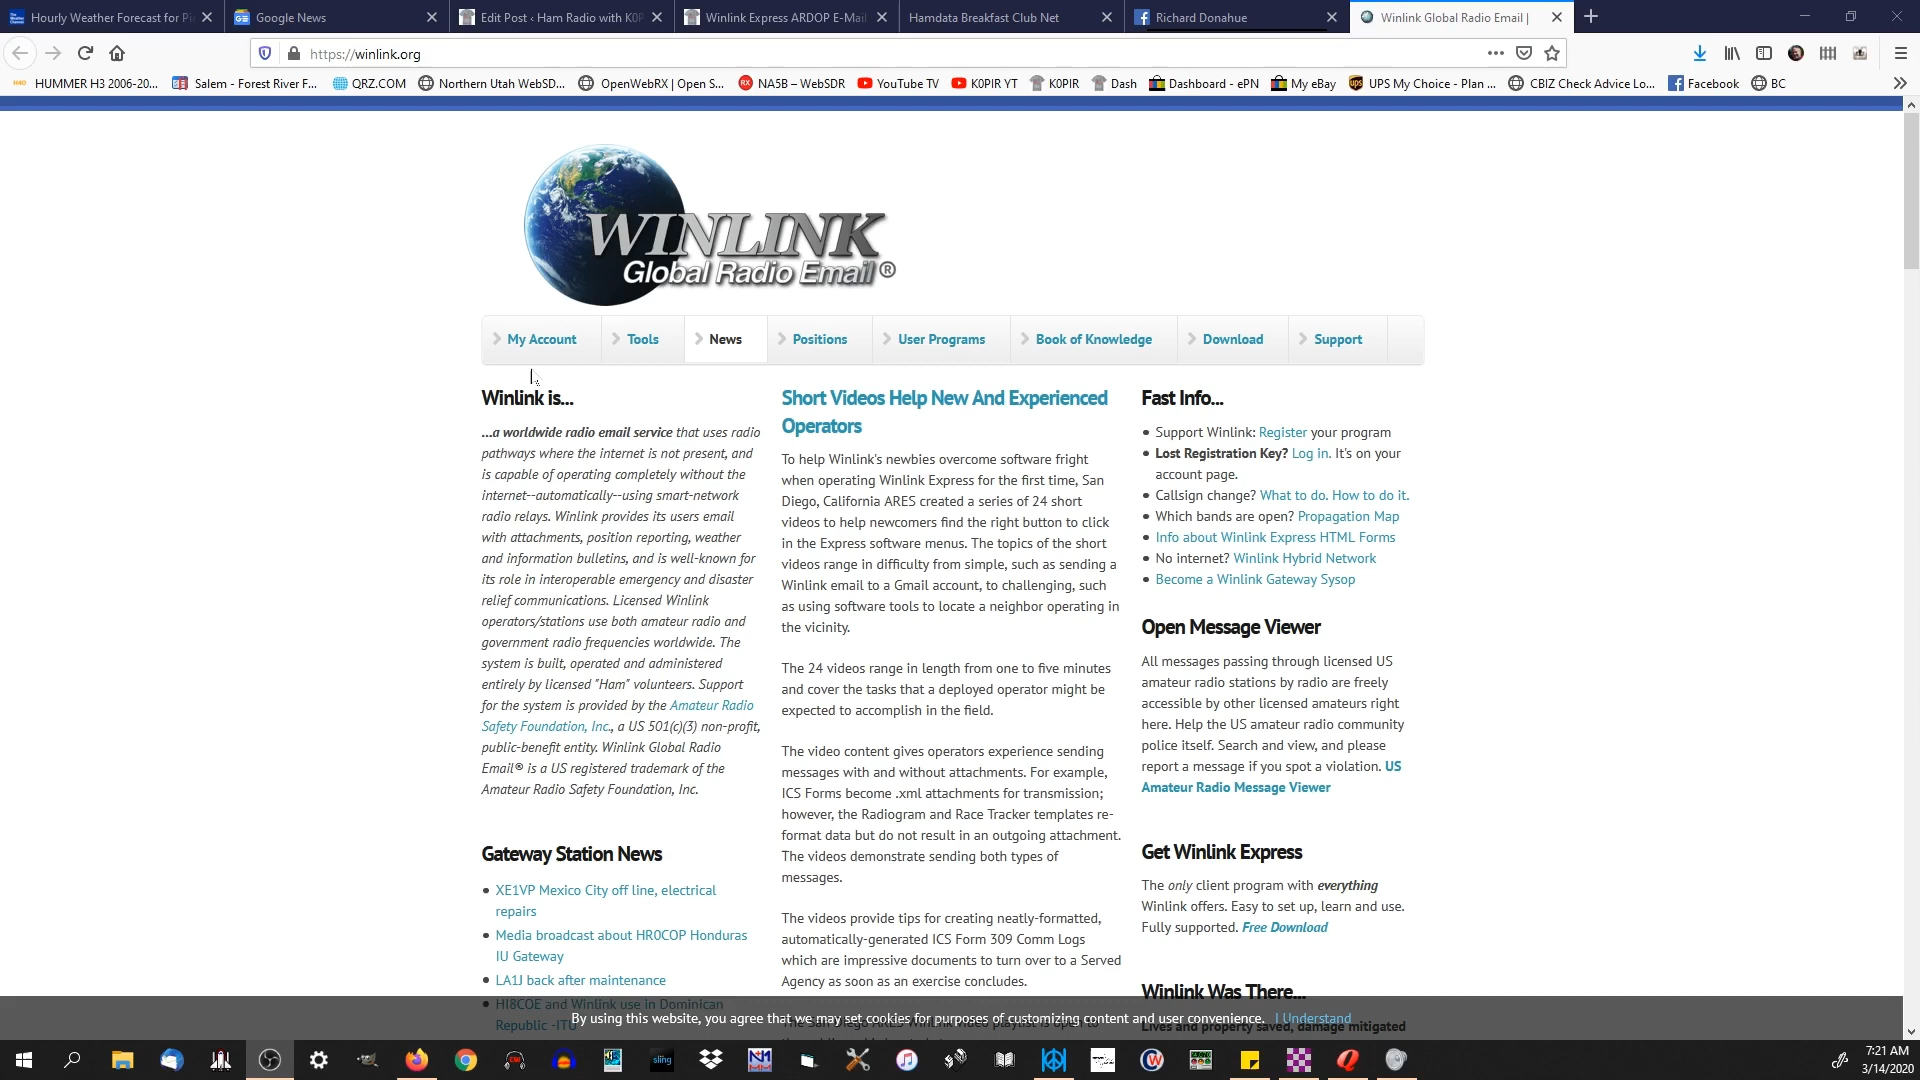 Hourly Weather Forecast for Pi
Google News
Edit Post ‹ Ham Radio with K0P
Winlink Express ARDOP E-Mail
Hamdata Breakfast Club Net
Richard Donahue
Winlink Global Radio Email |
https://winlink.org
HUMMER H3 2006-20...
Salem - Forest River F...
QRZ.COM
Northern Utah WebSD...
OpenWebRX | Open S...
NA5B – WebSDR
YouTube TV
K0PIR YT
K0PIR
Dash
Dashboard - ePN
My eBay
UPS My Choice - Plan ...
CBIZ Check Advice Lo...
Facebook
BC
WINLINK
Global Radio Email ®
My Account
Tools
News
Positions
User Programs
Book of Knowledge
Download
Support
Winlink is...
...a worldwide radio email service that uses radio
pathways where the internet is not present, and
is capable of operating completely without the
internet--automatically--using smart-network
radio relays. Winlink provides its users email
with attachments, position reporting, weather
and information bulletins, and is well-known for
its role in interoperable emergency and disaster
relief communications. Licensed Winlink
operators/stations use both amateur radio and
government radio frequencies worldwide. The
system is built, operated and administered
entirely by licensed "Ham" volunteers. Support
for the system is provided by the Amateur Radio
Safety Foundation, Inc., a US 501(c)(3) non-profit,
public-benefit entity. Winlink Global Radio
Email® is a US registered trademark of the
Amateur Radio Safety Foundation, Inc.
Gateway Station News
• XE1VP Mexico City off line, electrical
repairs
• Media broadcast about HR0COP Honduras
IU Gateway
• LA1J back after maintenance
• HI8COE and Winlink use in Dominican
Republic -ITU
Short Videos Help New And Experienced
Operators
To help Winlink's newbies overcome software fright
when operating Winlink Express for the first time, San
Diego, California ARES created a series of 24 short
videos to help newcomers find the right button to click
in the Express software menus. The topics of the short
videos range in difficulty from simple, such as sending a
Winlink email to a Gmail account, to challenging, such
as using software tools to locate a neighbor operating in
the vicinity.
The 24 videos range in length from one to five minutes
and cover the tasks that a deployed operator might be
expected to accomplish in the field.
The video content gives operators experience sending
messages with and without attachments. For example,
ICS Forms become .xml attachments for transmission;
however, the Radiogram and Race Tracker templates re-
format data but do not result in an outgoing attachment.
The videos demonstrate sending both types of
messages.
The videos provide tips for creating neatly-formatted,
automatically-generated ICS Form 309 Comm Logs
which are impressive documents to turn over to a Served
Agency as soon as an exercise concludes.
The San Diego ARES Winlink video playlist is open to
Fast Info...
• Support Winlink: Register your program
• Lost Registration Key? Log in. It's on your
account page.
• Callsign change? What to do. How to do it.
• Which bands are open? Propagation Map
• Info about Winlink Express HTML Forms
• No internet? Winlink Hybrid Network
• Become a Winlink Gateway Sysop
Open Message Viewer
All messages passing through licensed US
amateur radio stations by radio are freely
accessible by other licensed amateurs right
here. Help the US amateur radio community
police itself. Search and view, and please
report a message if you spot a violation. US
Amateur Radio Message Viewer
Get Winlink Express
The only client program with everything
Winlink offers. Easy to set up, learn and use.
Fully supported. Free Download
Winlink Was There...
Lives and property saved, damage mitigated
By using this website, you agree that we may set cookies for purposes of customizing content and user convenience. I Understand
sling
7:21 AM
3/14/2020